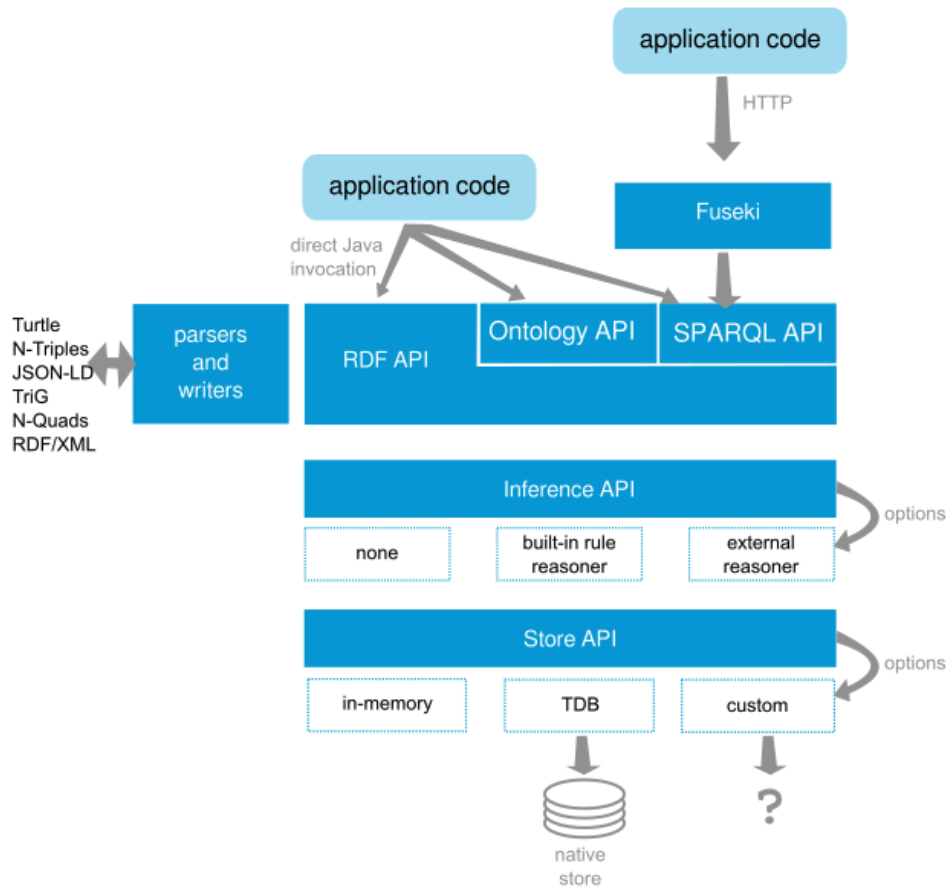 application code
HTTP
application code
Fuseki
direct Java
invocation
Turtle
N-Triples
JSON-LD
TriG
N-Quads
RDF/XML
parsers
and
writers
RDF API
Ontology API
SPARQL API
Inference API
options
none
built-in rule
reasoner
external
reasoner
Store API
options
in-memory
TDB
custom
?
native
store